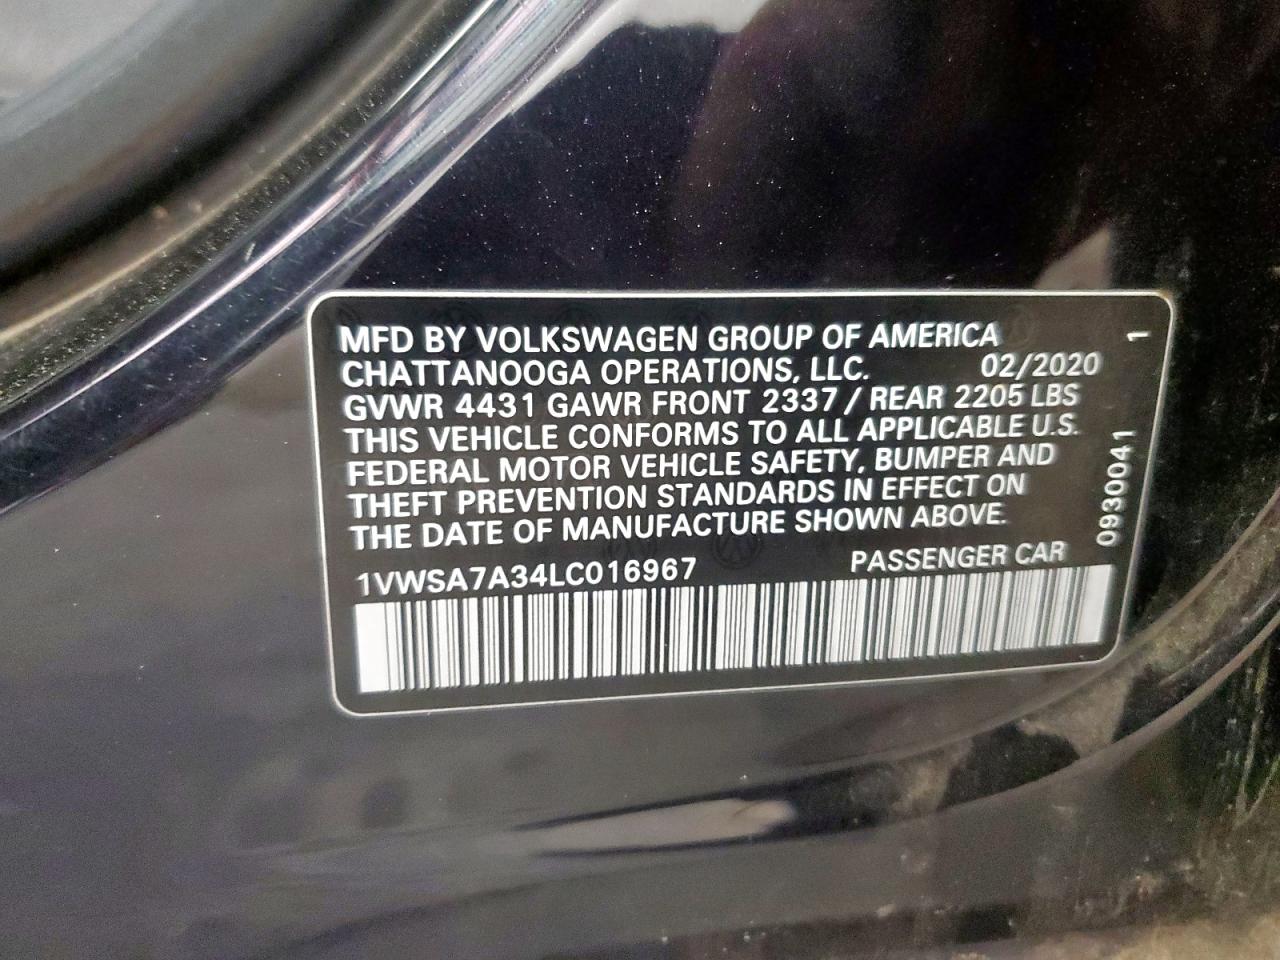 MFD BY VOLKSWAGEN GROUP OF AMERICA
CHATTANOOGA OPERATIONS, LLC. 02/2020
GVWR 4431 GAWR FRONT 2337 / REAR 2205 LBS
THIS VEHICLE CONFORMS TO ALL APPLICABLE U.S.
FEDERAL MOTOR VEHICLE SAFETY, BUMPER AND
THEFT PREVENTION STANDARDS IN EFFECT ON
THE DATE OF MANUFACTURE SHOWN ABOVE.
1VWSA7A34LC016967 PASSENGER CAR
0930041 1